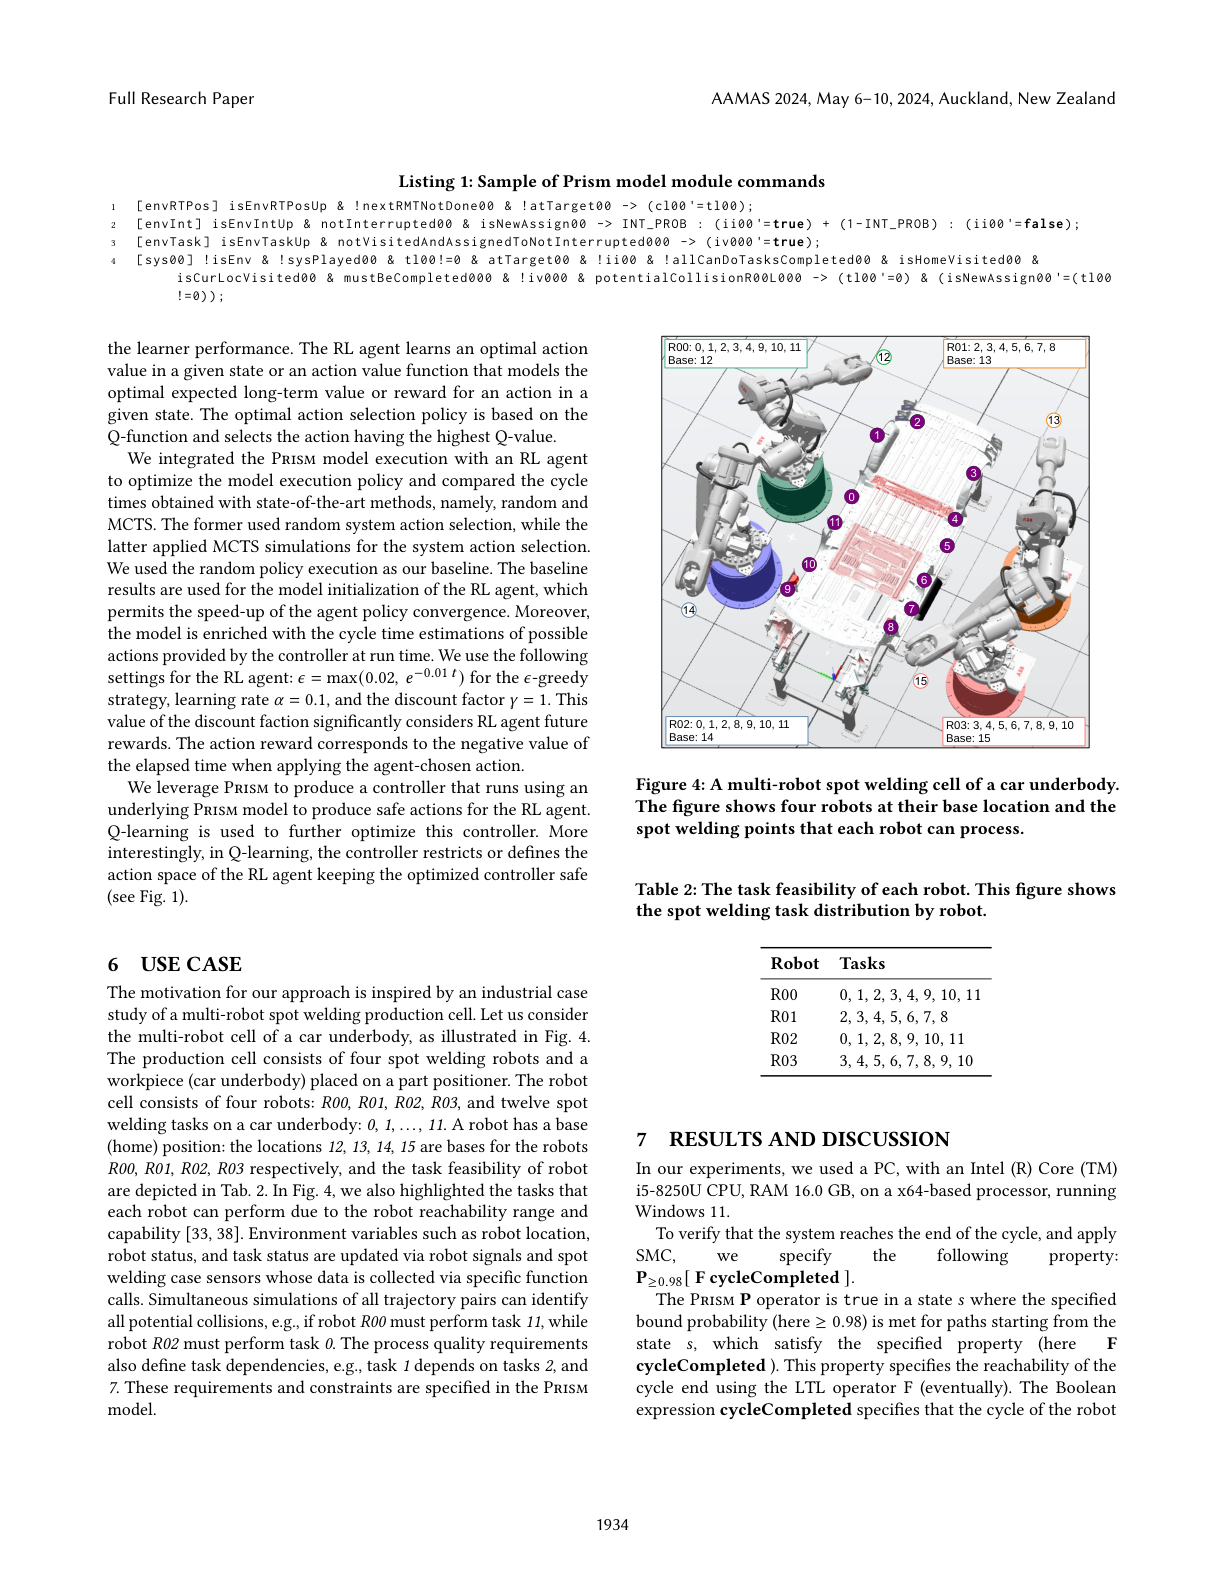 Full Research Paper
AAMAS 2024, May 6–10, 2024, Auckland, New Zealand
Listing 1: Sample of Prism model module commands
1 [envRTPos] isEnvRTPosUp & !nextRMTNotDone00 & !atTarget00 -> (cl00'=tl00);
2 [envInt] isEnvIntUp & notInterrupted00 & isNewAssign00 -> INT_PROB : (ii00'=true) + (1-INT_PROB) : (ii00'=false);
3 [envTask] isEnvTaskUp & notVisitedAndAssignedToNotInterrupted000 -> (iv000'=true);
4 [sys00] !isEnv & !sysPlayed00 & tl00!=0 & atTarget00 & !ii00 & !allCanDoTasksCompleted00 & isHomeVisited00 &
isCurLocVisited00 & mustBeCompleted000 & !iv000 & potentialCollisionR00L000 -> (tl00'=0) & (isNewAssign00'=(tl00
!=0));
the learner performance. The RL agent learns an optimal action
value in a given state or an action value function that models the
optimal expected long-term value or reward for an action in a
given state. The optimal action selection policy is based on the
Q-function and selects the action having the highest Q-value.
We integrated the Prism model execution with an RL agent
to optimize the model execution policy and compared the cycle
times obtained with state-of-the-art methods, namely, random and
MCTS. The former used random system action selection, while the
latter applied MCTS simulations for the system action selection.
We used the random policy execution as our baseline. The baseline
results are used for the model initialization of the RL agent, which
permits the speed-up of the agent policy convergence. Moreover,
the model is enriched with the cycle time estimations of possible
actions provided by the controller at run time. We use the following
settings for the RL agent: ϵ = max(0.02, e^−0.01 t) for the ϵ-greedy
strategy, learning rate α = 0.1, and the discount factor γ = 1. This
value of the discount faction significantly considers RL agent future
rewards. The action reward corresponds to the negative value of
the elapsed time when applying the agent-chosen action.
We leverage Prism to produce a controller that runs using an
underlying Prism model to produce safe actions for the RL agent.
Q-learning is used to further optimize this controller. More
interestingly, in Q-learning, the controller restricts or defines the
action space of the RL agent keeping the optimized controller safe
(see Fig. 1).
6 USE CASE
The motivation for our approach is inspired by an industrial case
study of a multi-robot spot welding production cell. Let us consider
the multi-robot cell of a car underbody, as illustrated in Fig. 4.
The production cell consists of four spot welding robots and a
workpiece (car underbody) placed on a part positioner. The robot
cell consists of four robots: R00, R01, R02, R03, and twelve spot
welding tasks on a car underbody: 0, 1, . . . , 11. A robot has a base
(home) position: the locations 12, 13, 14, 15 are bases for the robots
R00, R01, R02, R03 respectively, and the task feasibility of robot
are depicted in Tab. 2. In Fig. 4, we also highlighted the tasks that
each robot can perform due to the robot reachability range and
capability [33, 38]. Environment variables such as robot location,
robot status, and task status are updated via robot signals and spot
welding case sensors whose data is collected via specific function
calls. Simultaneous simulations of all trajectory pairs can identify
all potential collisions, e.g., if robot R00 must perform task 11, while
robot R02 must perform task 0. The process quality requirements
also define task dependencies, e.g., task 1 depends on tasks 2, and
7. These requirements and constraints are specified in the Prism
model.
R00: 0, 1, 2, 3, 4, 9, 10, 11
Base: 12
R01: 2, 3, 4, 5, 6, 7, 8
Base: 13
12
13
2
1
3
0
4
11
5
10
6
9
7
14
8
15
R02: 0, 1, 2, 8, 9, 10, 11
Base: 14
R03: 3, 4, 5, 6, 7, 8, 9, 10
Base: 15
Figure 4: A multi-robot spot welding cell of a car underbody.
The figure shows four robots at their base location and the
spot welding points that each robot can process.
Table 2: The task feasibility of each robot. This figure shows
the spot welding task distribution by robot.
Robot Tasks
R00 0, 1, 2, 3, 4, 9, 10, 11
R01 2, 3, 4, 5, 6, 7, 8
R02 0, 1, 2, 8, 9, 10, 11
R03 3, 4, 5, 6, 7, 8, 9, 10
7 RESULTS AND DISCUSSION
In our experiments, we used a PC, with an Intel (R) Core (TM)
i5-8250U CPU, RAM 16.0 GB, on a x64-based processor, running
Windows 11.
To verify that the system reaches the end of the cycle, and apply
SMC, we specify the following property:
P≥0.98[ F cycleCompleted ].
The Prism P operator is true in a state s where the specified
bound probability (here ≥ 0.98) is met for paths starting from the
state s, which satisfy the specified property (here F
cycleCompleted ). This property specifies the reachability of the
cycle end using the LTL operator F (eventually). The Boolean
expression cycleCompleted specifies that the cycle of the robot
1934